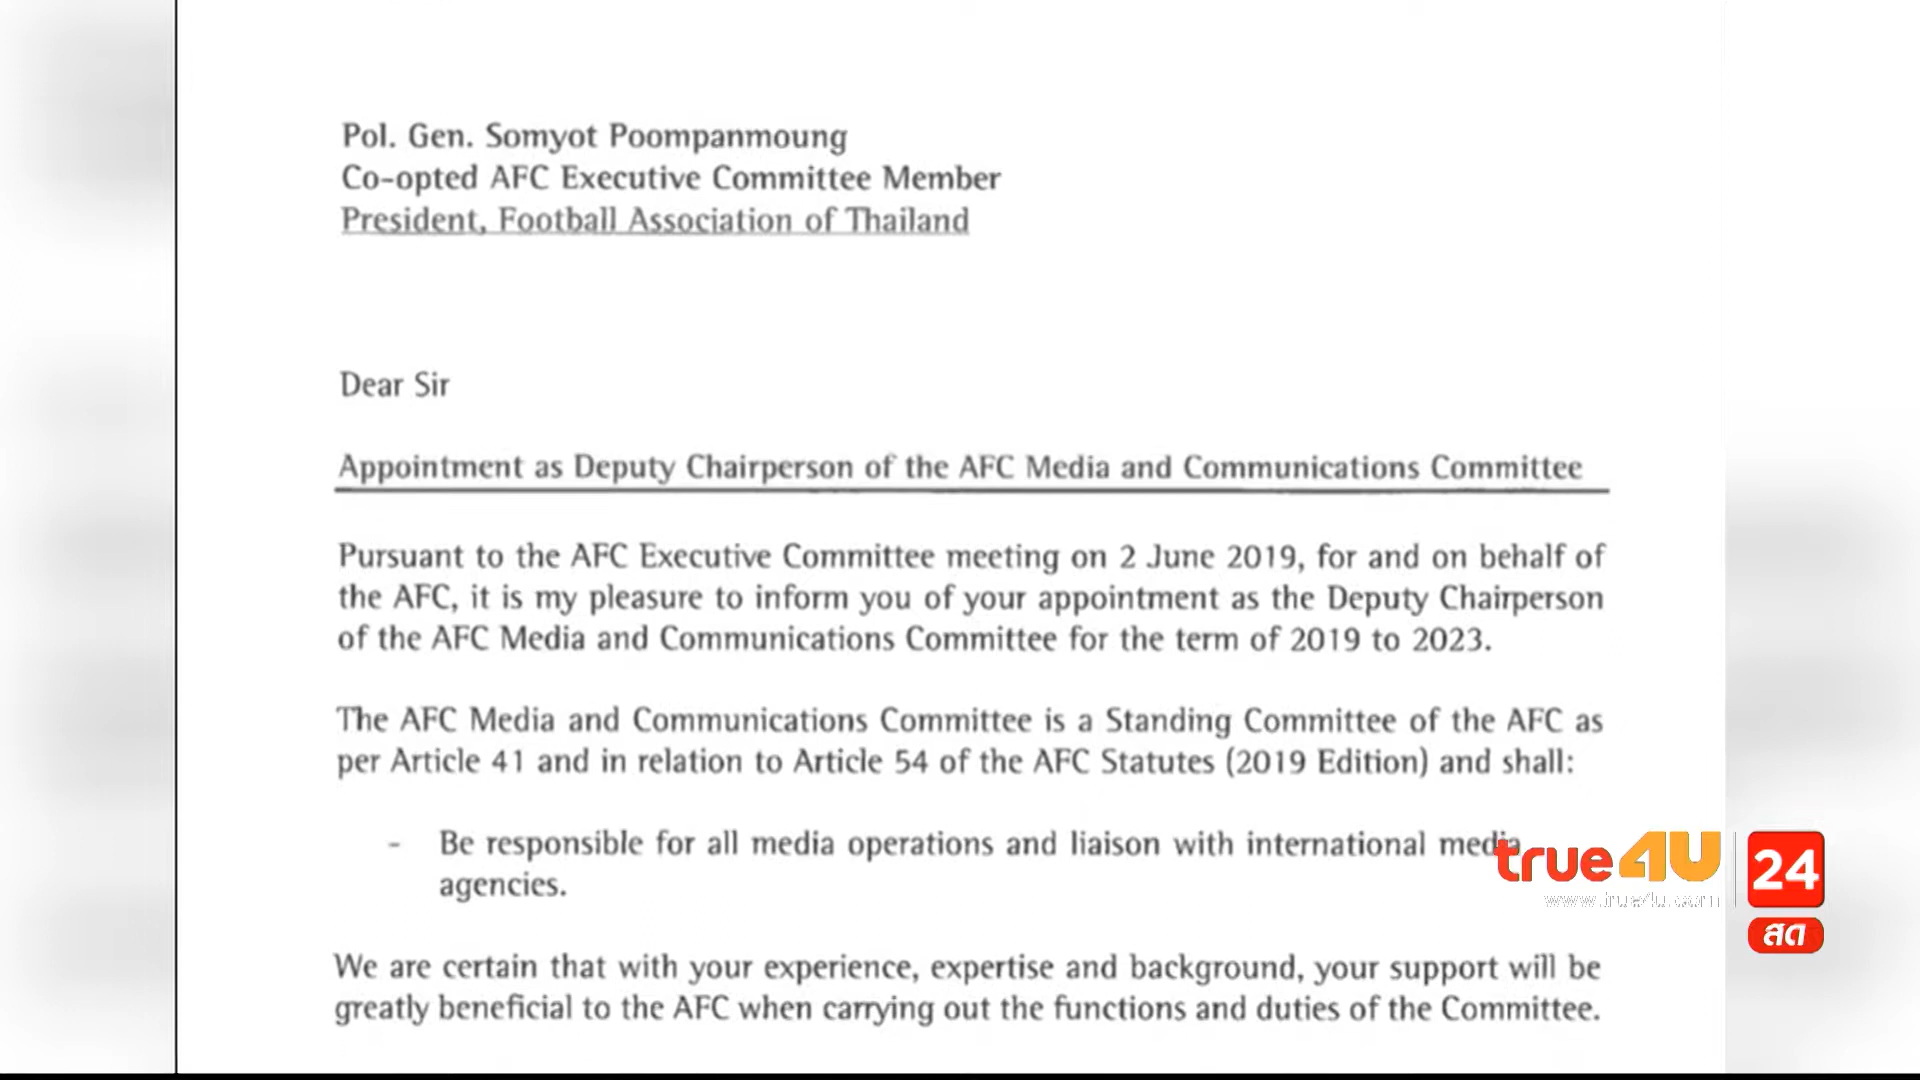 Pol. Gen. Somyot Poompanmoung
Co-opted AFC Executive Committee Member
President, Football Association of Thailand
Dear Sir
Appointment as Deputy Chairperson of the AFC Media and Communications Committee
Pursuant to the AFC Executive Committee meeting on 2 June 2019, for and on behalf of
the AFC, it is my pleasure to inform you of your appointment as the Deputy Chairperson
of the AFC Media and Communications Committee for the term of 2019 to 2023.
The AFC Media and Communications Committee is a Standing Committee of the AFC as
per Article 41 and in relation to Article 54 of the AFC Statutes (2019 Edition) and shall:
- Be responsible for all media operations and liaison with international media
agencies.
We are certain that with your experience, expertise and background, your support will be
greatly beneficial to the AFC when carrying out the functions and duties of the Committee.
true4U 24
www.true4u.com
สด